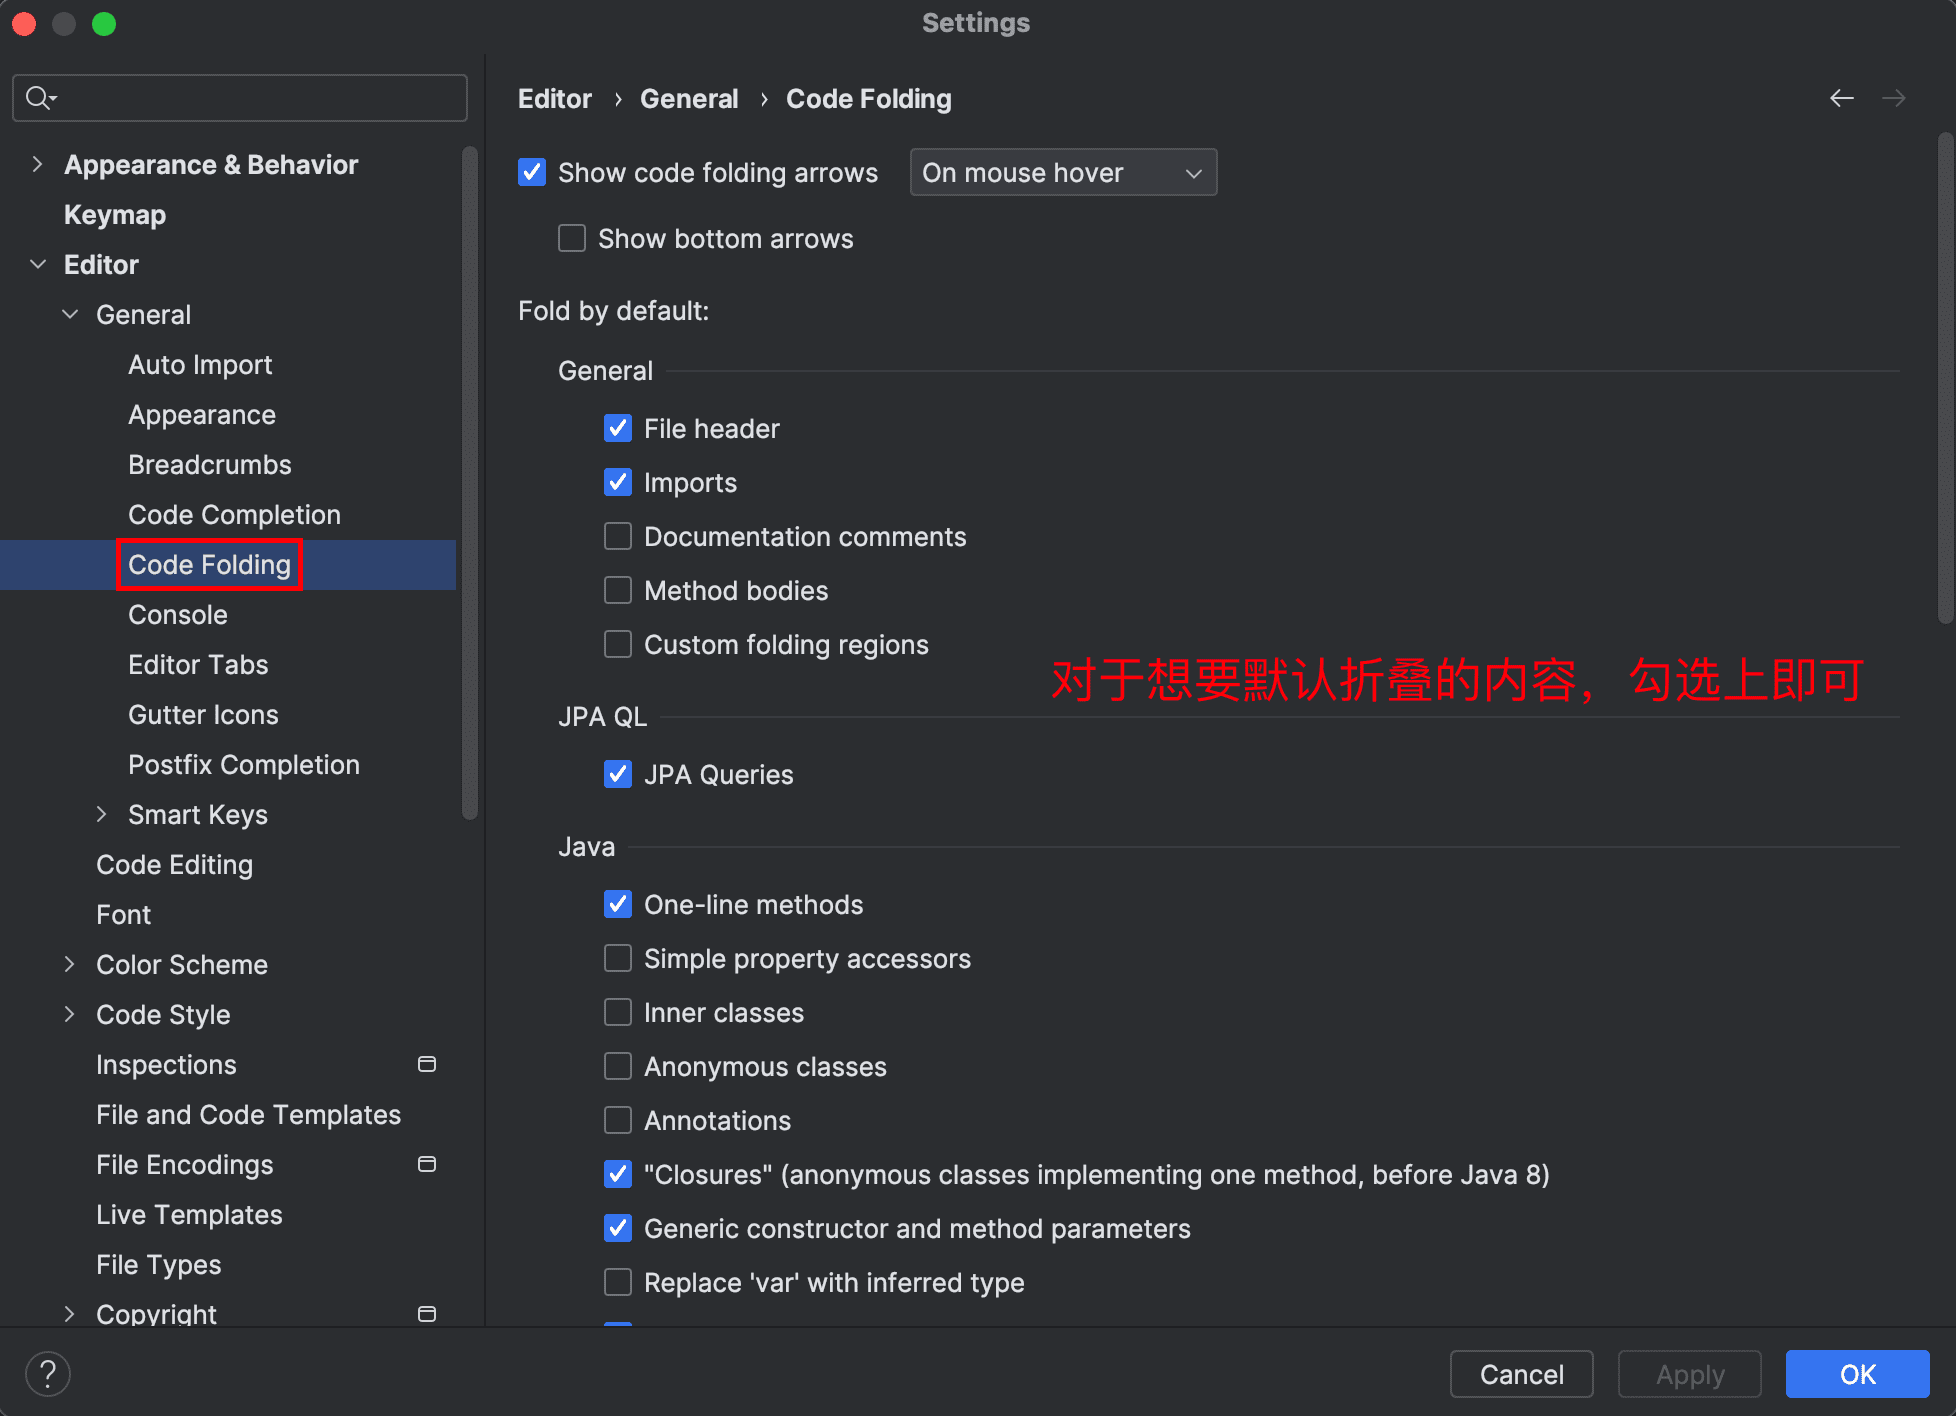 Settings
Appearance & Behavior
Keymap
Editor
General
Auto Import
Appearance
Breadcrumbs
Code Completion
Code Folding
Console
Editor Tabs
Gutter Icons
Postfix Completion
Smart Keys
Code Editing
Font
Color Scheme
Code Style
Inspections
File and Code Templates
File Encodings
Live Templates
File Types
Copyright
Editor › General › Code Folding
Show code folding arrows On mouse hover
Show bottom arrows
Fold by default:
General
File header
Imports
Documentation comments
Method bodies
Custom folding regions
对于想要默认折叠的内容，勾选上即可
JPA QL
JPA Queries
Java
One-line methods
Simple property accessors
Inner classes
Anonymous classes
Annotations
"Closures" (anonymous classes implementing one method, before Java 8)
Generic constructor and method parameters
Replace 'var' with inferred type
?
Cancel Apply OK